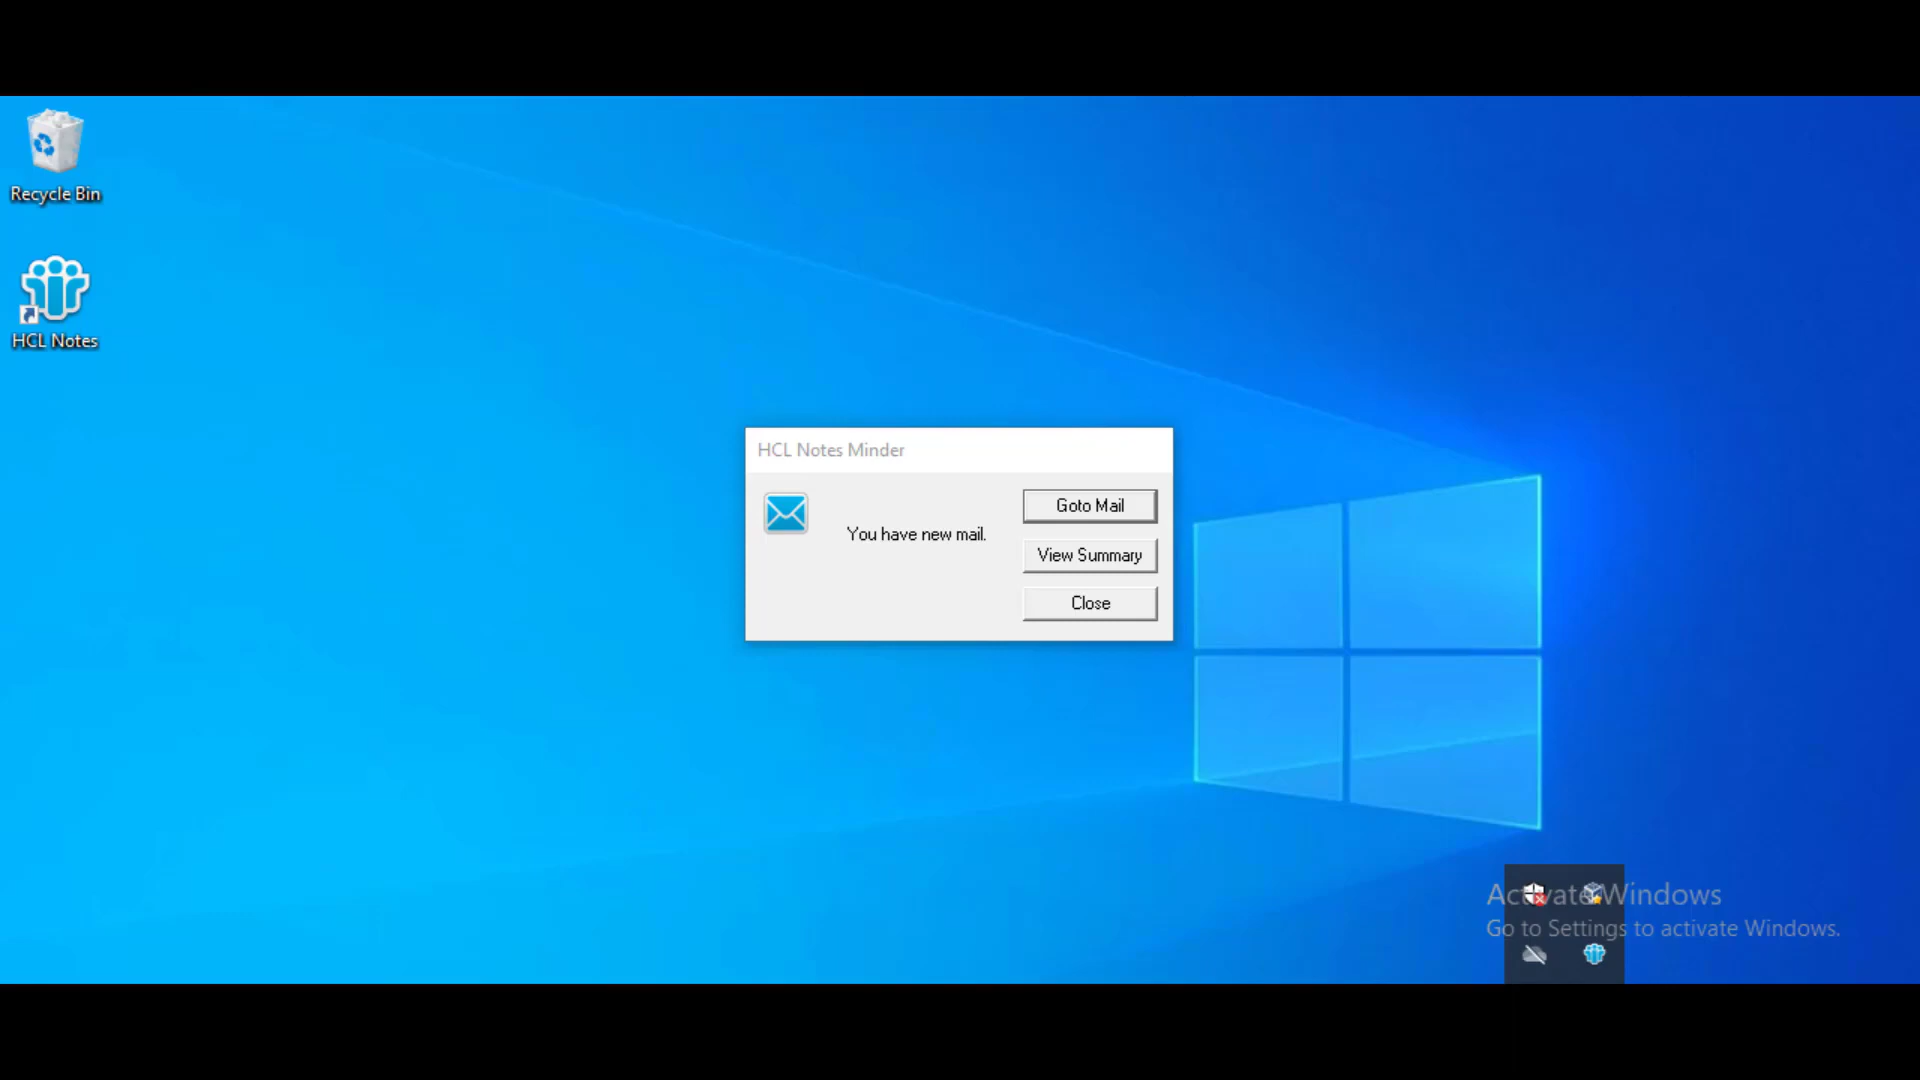 Recycle Bin
HCL Notes
HCL Notes Minder
You have new mail.
Goto Mail
View Summary
Close
Activate Windows
Go to Settings to activate Windows.